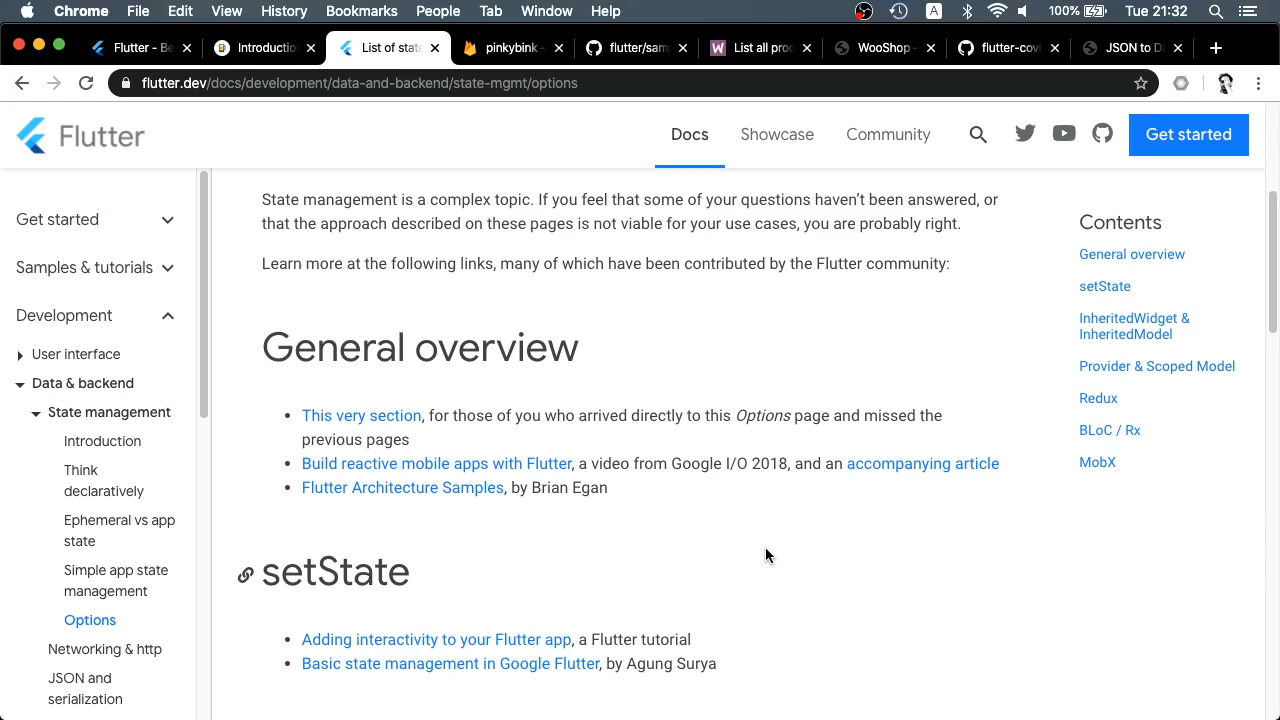 Chrome File Edit View History Bookmarks People Tab Window Help A 100% Tue 21:32
Flutter - Be Introductio List of stat pinkybink - flutter/sam List all pro WooShop - flutter-covi JSON to Da
flutter.dev/docs/development/data-and-backend/state-mgmt/options
Flutter Docs Showcase Community Get started
Get started
Samples & tutorials
Development
User interface
Data & backend
State management
Introduction
Think
declaratively
Ephemeral vs app
state
Simple app state
management
Options
Networking & http
JSON and
serialization
State management is a complex topic. If you feel that some of your questions haven’t been answered, or
that the approach described on these pages is not viable for your use cases, you are probably right.
Learn more at the following links, many of which have been contributed by the Flutter community:
General overview
• This very section, for those of you who arrived directly to this Options page and missed the
previous pages
• Build reactive mobile apps with Flutter, a video from Google I/O 2018, and an accompanying article
• Flutter Architecture Samples, by Brian Egan
setState
• Adding interactivity to your Flutter app, a Flutter tutorial
• Basic state management in Google Flutter, by Agung Surya
Contents
General overview
setState
InheritedWidget &
InheritedModel
Provider & Scoped Model
Redux
BLoC / Rx
MobX